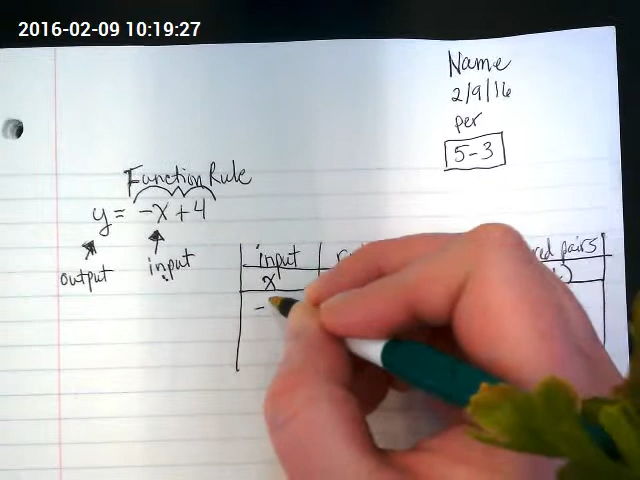 2016-02-09 10:19:27
Name
2/9/16
per
5-3
Function Rule
y = -x + 4
output
input
input pairs
x
-